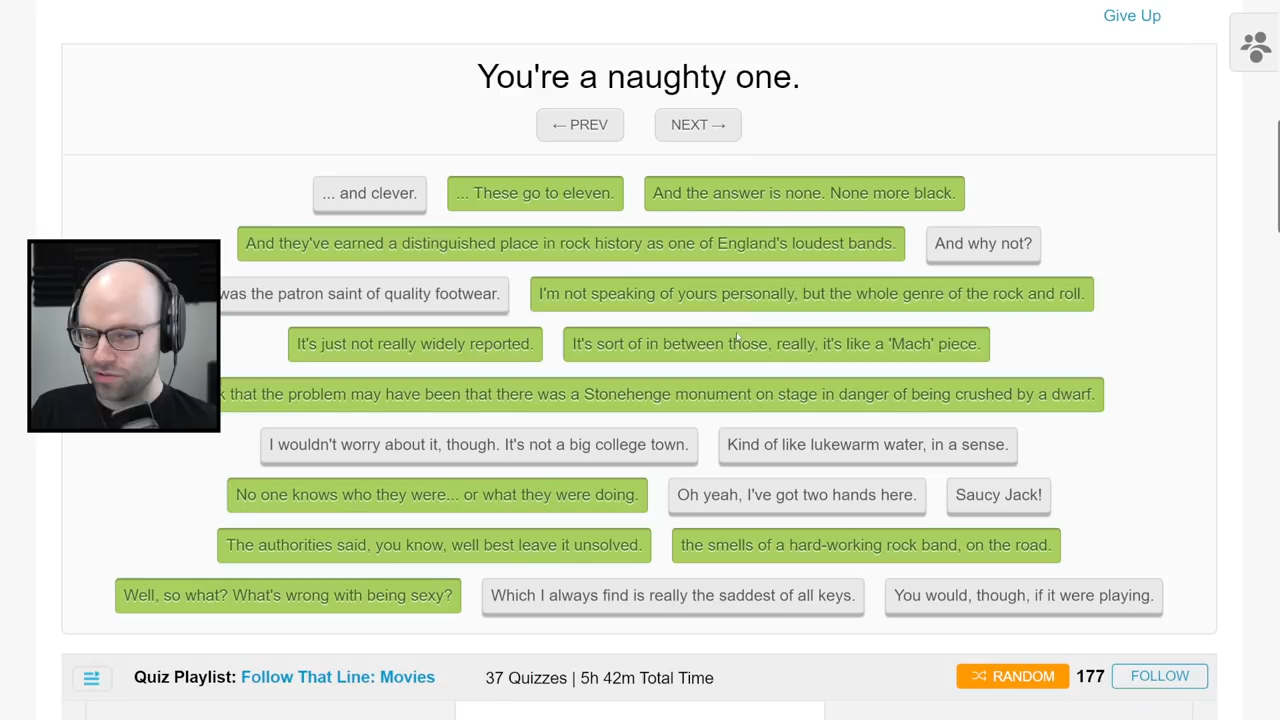 Give Up
You're a naughty one.
← PREV NEXT →
... and clever. ... These go to eleven. And the answer is none. None more black.
And they've earned a distinguished place in rock history as one of England's loudest bands. And why not?
was the patron saint of quality footwear. I'm not speaking of yours personally, but the whole genre of the rock and roll.
It's just not really widely reported. It's sort of in between those, really, it's like a 'Mach' piece.
that the problem may have been that there was a Stonehenge monument on stage in danger of being crushed by a dwarf.
I wouldn't worry about it, though. It's not a big college town. Kind of like lukewarm water, in a sense.
No one knows who they were... or what they were doing. Oh yeah, I've got two hands here. Saucy Jack!
The authorities said, you know, well best leave it unsolved. the smells of a hard-working rock band, on the road.
Well, so what? What's wrong with being sexy? Which I always find is really the saddest of all keys. You would, though, if it were playing.
Quiz Playlist: Follow That Line: Movies 37 Quizzes | 5h 42m Total Time RANDOM 177 FOLLOW